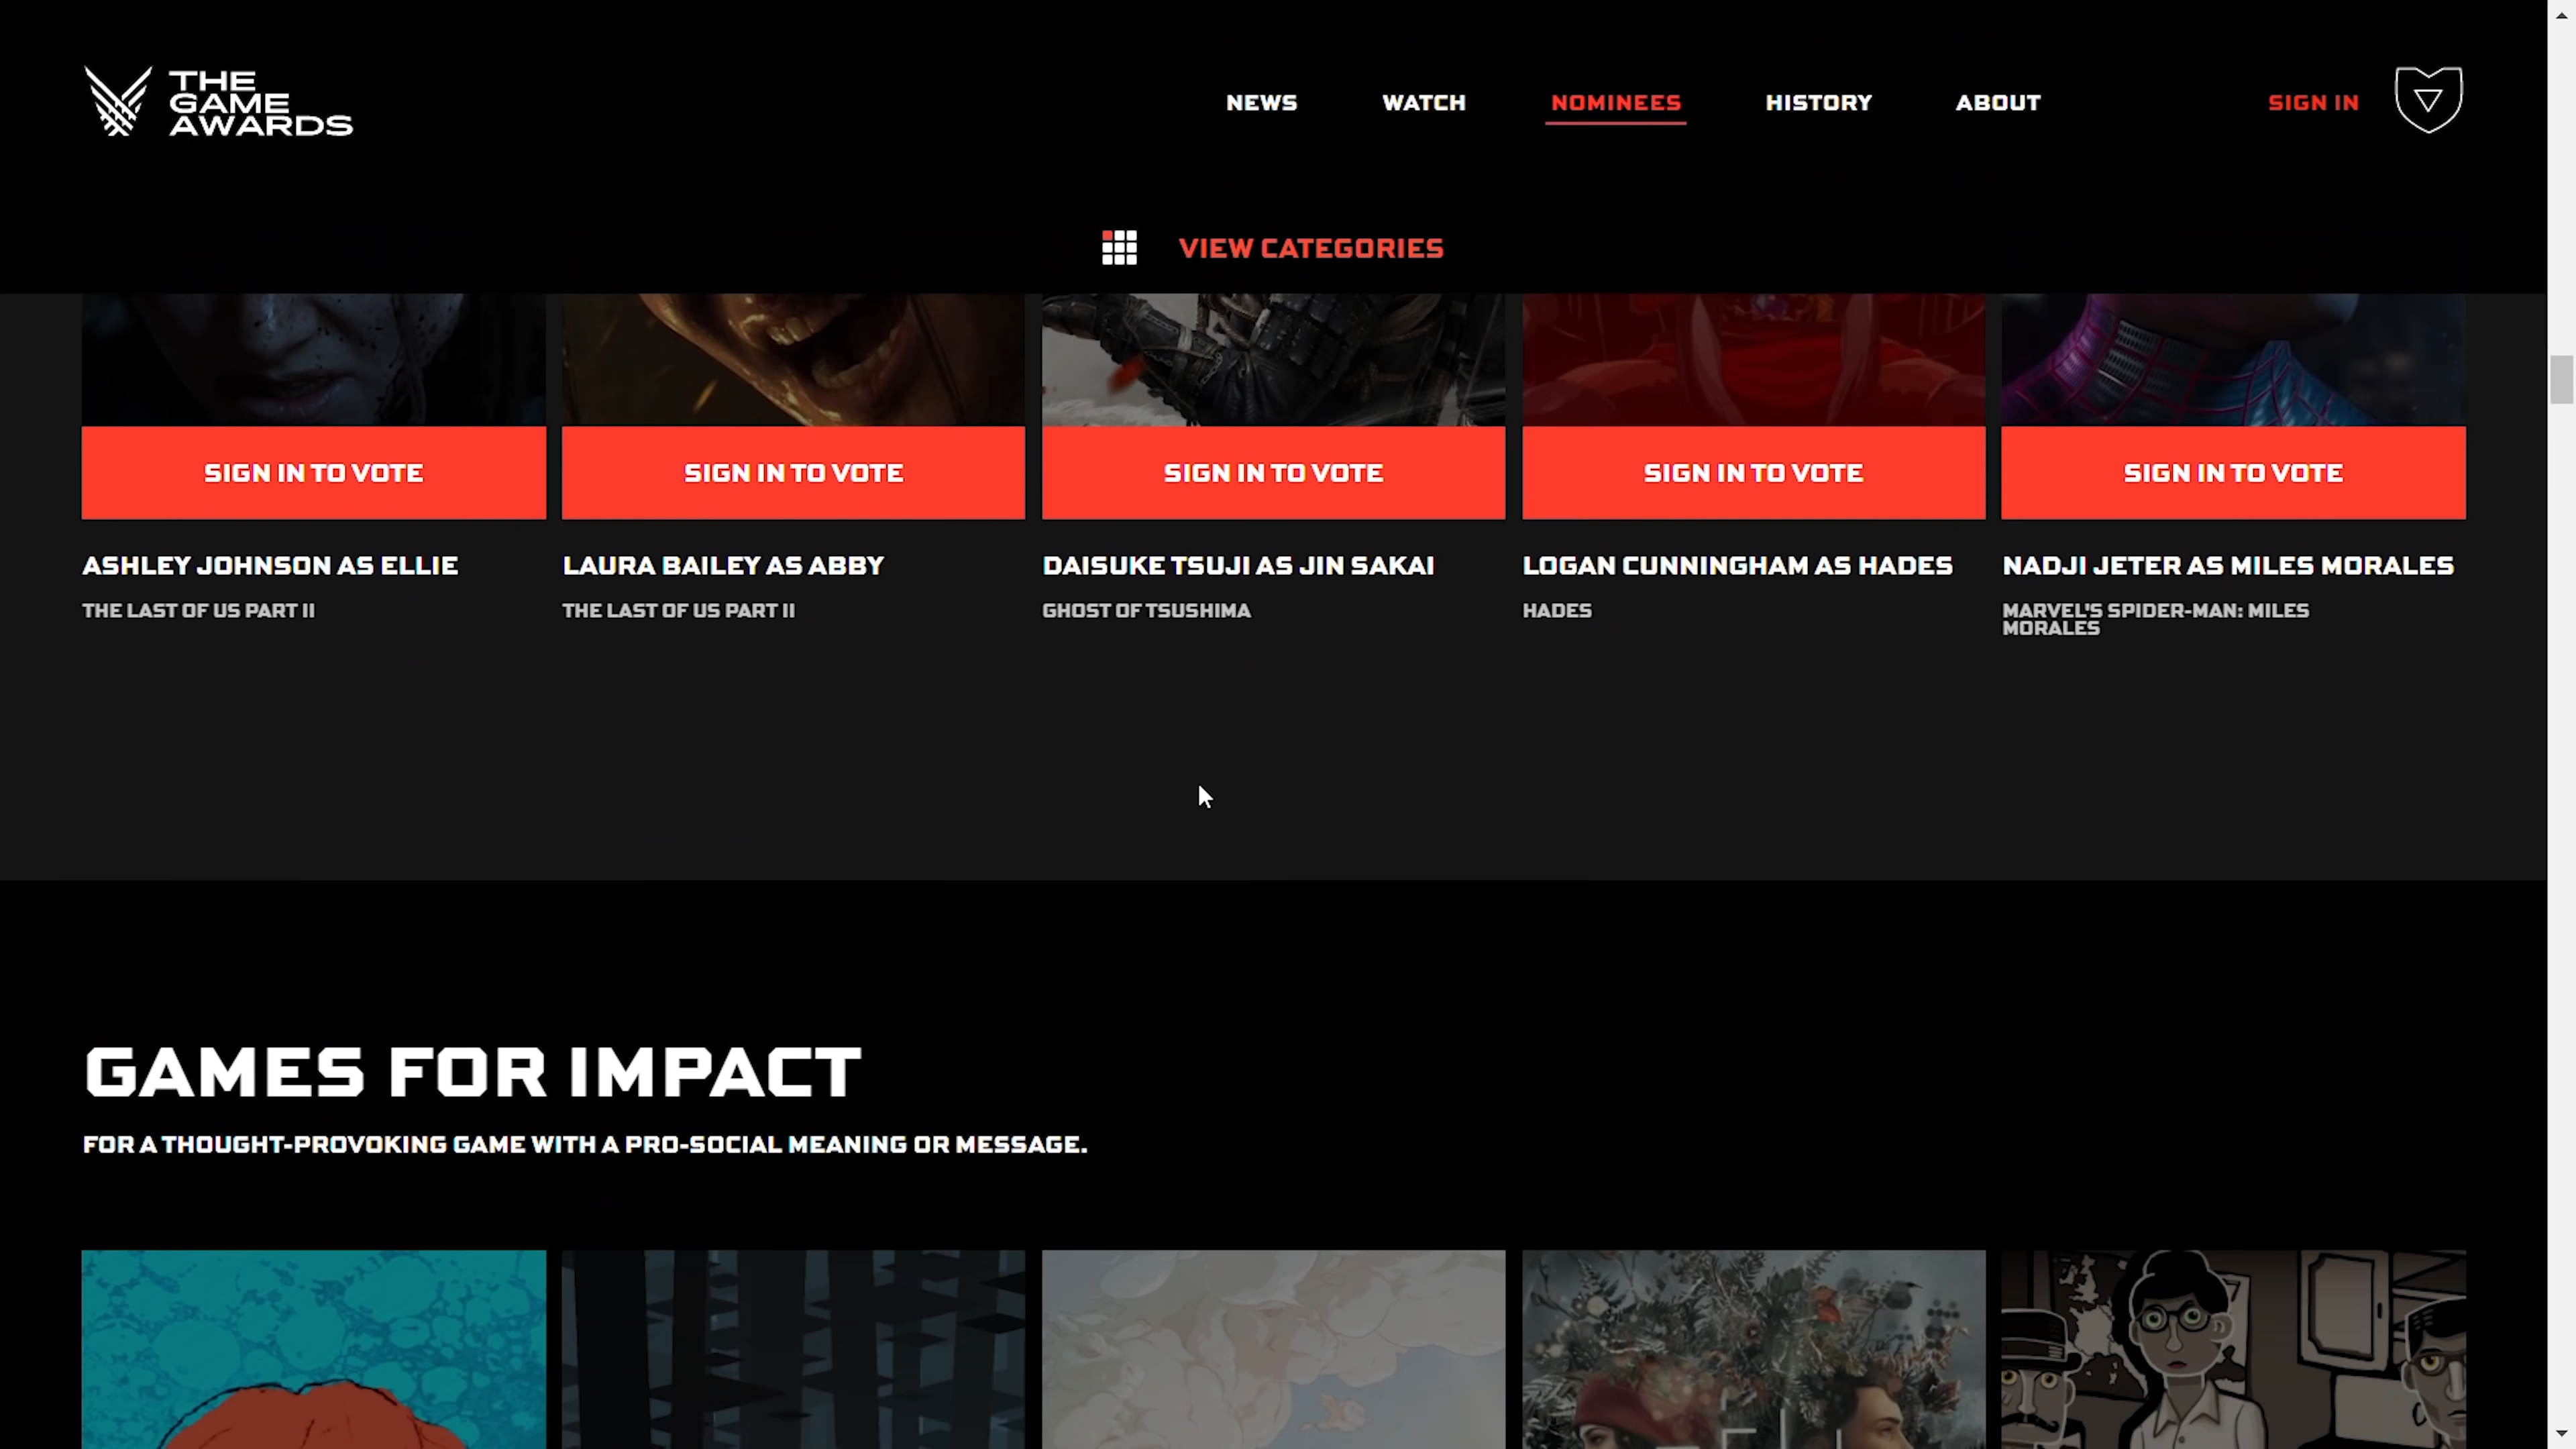 THE
GAME
AWARDS
NEWS WATCH NOMINEES HISTORY ABOUT SIGN IN
VIEW CATEGORIES
SIGN IN TO VOTE SIGN IN TO VOTE SIGN IN TO VOTE SIGN IN TO VOTE SIGN IN TO VOTE
ASHLEY JOHNSON AS ELLIE
THE LAST OF US PART II
LAURA BAILEY AS ABBY
THE LAST OF US PART II
DAISUKE TSUJI AS JIN SAKAI
GHOST OF TSUSHIMA
LOGAN CUNNINGHAM AS HADES
HADES
NADJI JETER AS MILES MORALES
MARVEL'S SPIDER-MAN: MILES
MORALES
GAMES FOR IMPACT
FOR A THOUGHT-PROVOKING GAME WITH A PRO-SOCIAL MEANING OR MESSAGE.